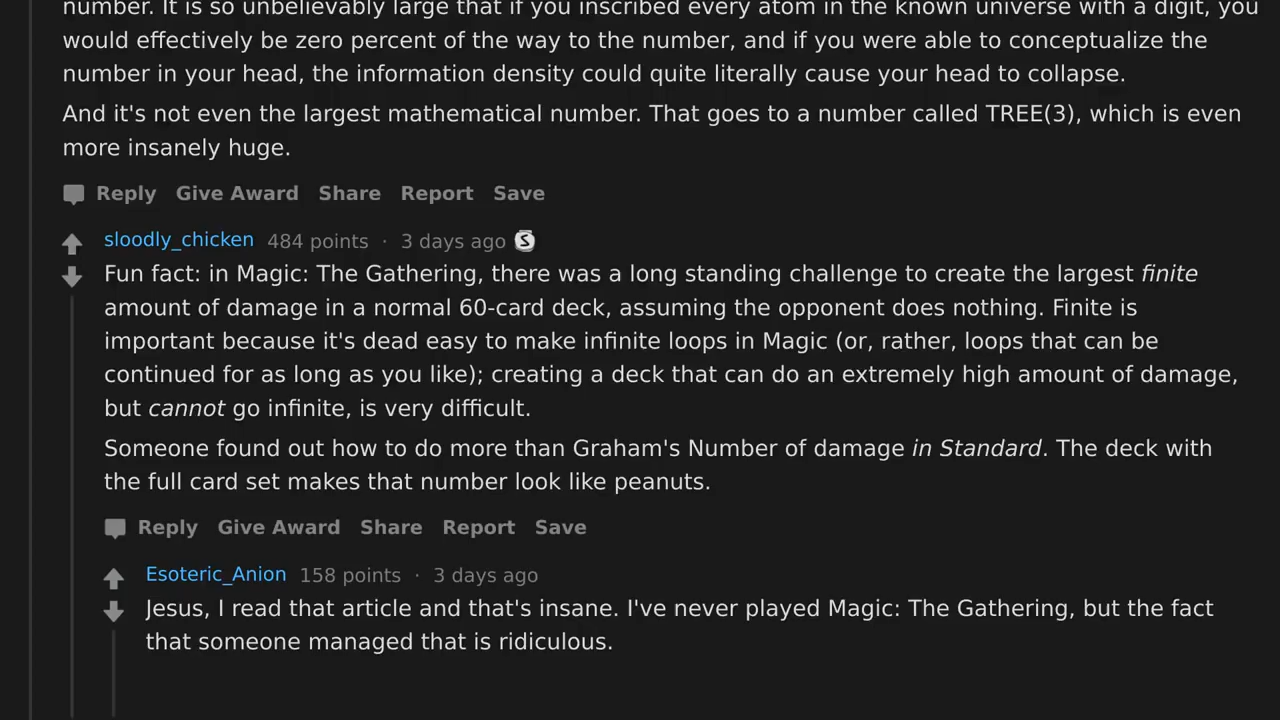 number. It is so unbelievably large that if you inscribed every atom in the known universe with a digit, you
would effectively be zero percent of the way to the number, and if you were able to conceptualize the
number in your head, the information density could quite literally cause your head to collapse.
And it's not even the largest mathematical number. That goes to a number called TREE(3), which is even
more insanely huge.
Reply Give Award Share Report Save
sloodly_chicken 484 points · 3 days ago S
Fun fact: in Magic: The Gathering, there was a long standing challenge to create the largest finite
amount of damage in a normal 60-card deck, assuming the opponent does nothing. Finite is
important because it's dead easy to make infinite loops in Magic (or, rather, loops that can be
continued for as long as you like); creating a deck that can do an extremely high amount of damage,
but cannot go infinite, is very difficult.
Someone found out how to do more than Graham's Number of damage in Standard. The deck with
the full card set makes that number look like peanuts.
Reply Give Award Share Report Save
Esoteric_Anion 158 points · 3 days ago
Jesus, I read that article and that's insane. I've never played Magic: The Gathering, but the fact
that someone managed that is ridiculous.